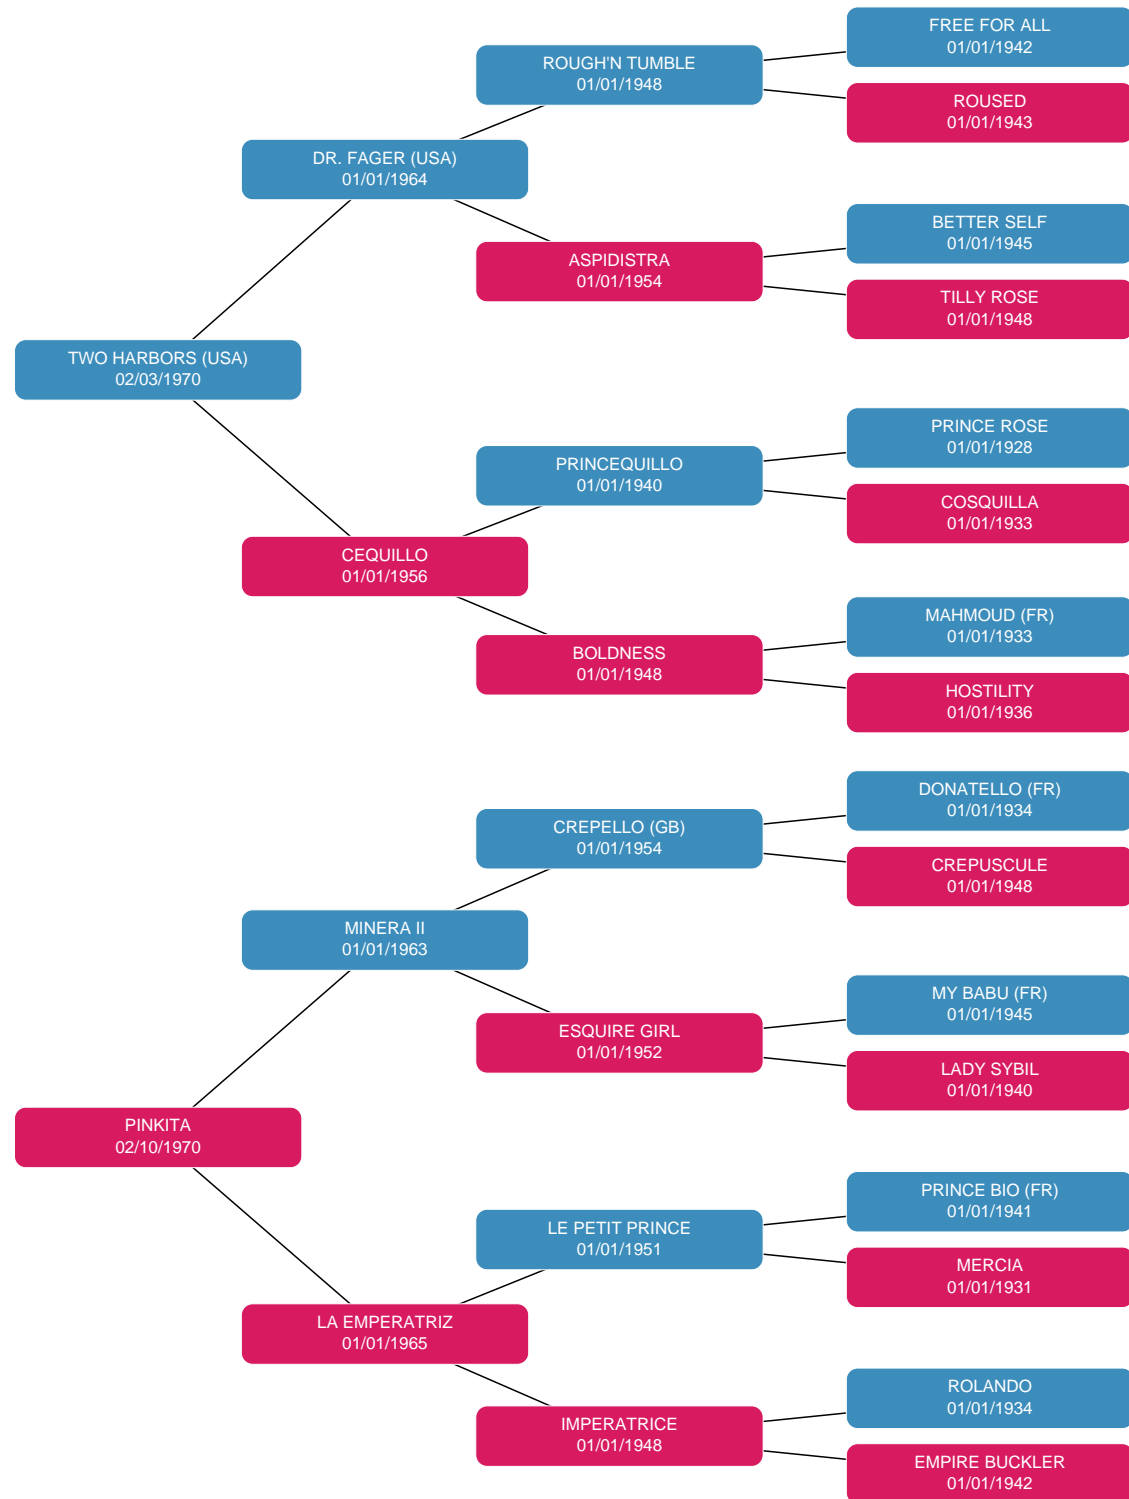 FREE FOR ALL
01/01/1942
ROUGH'N TUMBLE
01/01/1948
ROUSED
01/01/1943
DR. FAGER (USA)
01/01/1964
BETTER SELF
01/01/1945
ASPIDISTRA
01/01/1954
TILLY ROSE
01/01/1948
TWO HARBORS (USA)
02/03/1970
PRINCE ROSE
01/01/1928
PRINCEQUILLO
01/01/1940
COSQUILLA
01/01/1933
CEQUILLO
01/01/1956
MAHMOUD (FR)
01/01/1933
BOLDNESS
01/01/1948
HOSTILITY
01/01/1936
DONATELLO (FR)
01/01/1934
CREPELLO (GB)
01/01/1954
CREPUSCULE
01/01/1948
MINERA II
01/01/1963
MY BABU (FR)
01/01/1945
ESQUIRE GIRL
01/01/1952
LADY SYBIL
01/01/1940
PINKITA
02/10/1970
PRINCE BIO (FR)
01/01/1941
LE PETIT PRINCE
01/01/1951
MERCIA
01/01/1931
LA EMPERATRIZ
01/01/1965
ROLANDO
01/01/1934
IMPERATRICE
01/01/1948
EMPIRE BUCKLER
01/01/1942